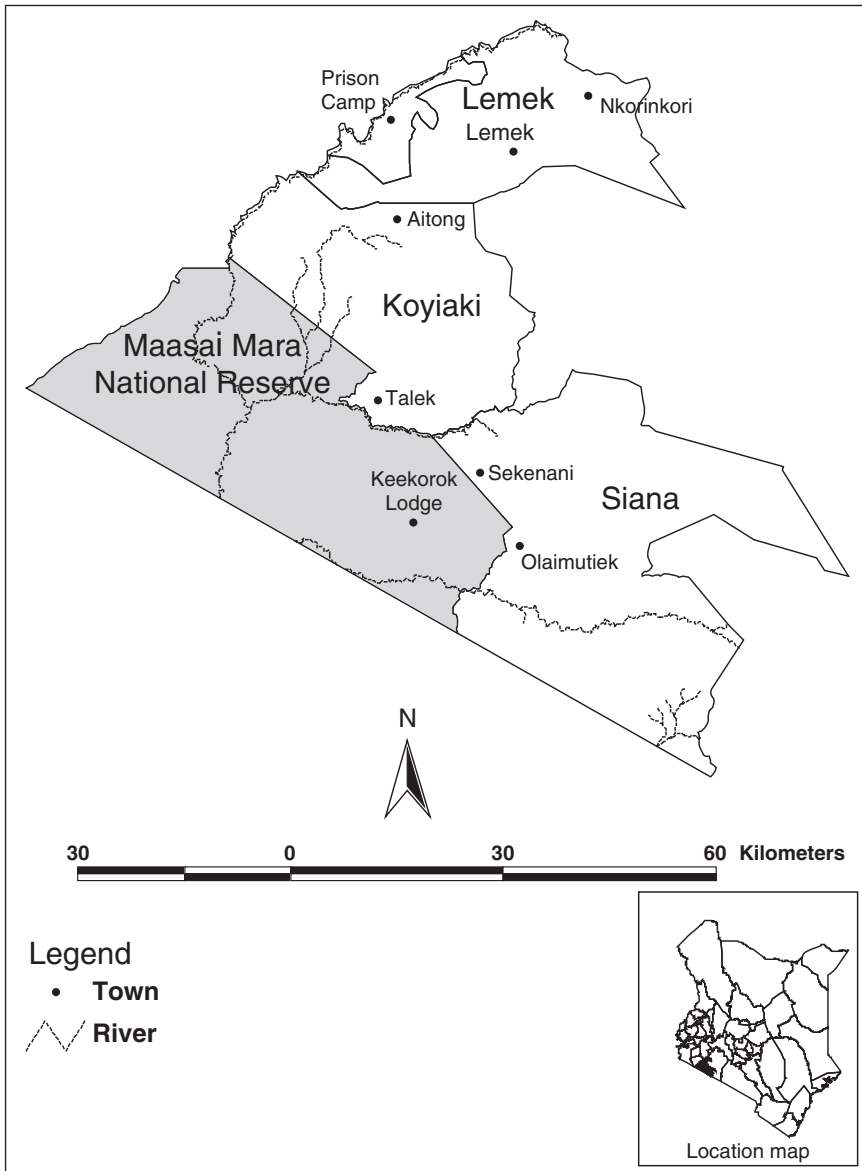 Prison
Camp
Lemek
Nkorinkori
Lemek
Aitong
Koyiaki
Maasai Mara
National Reserve
Talek
Sekenani
Keekorok
Lodge
Siana
Olaimutiek
N
30 0 30 60 Kilometers
Legend
Town
River
Location map